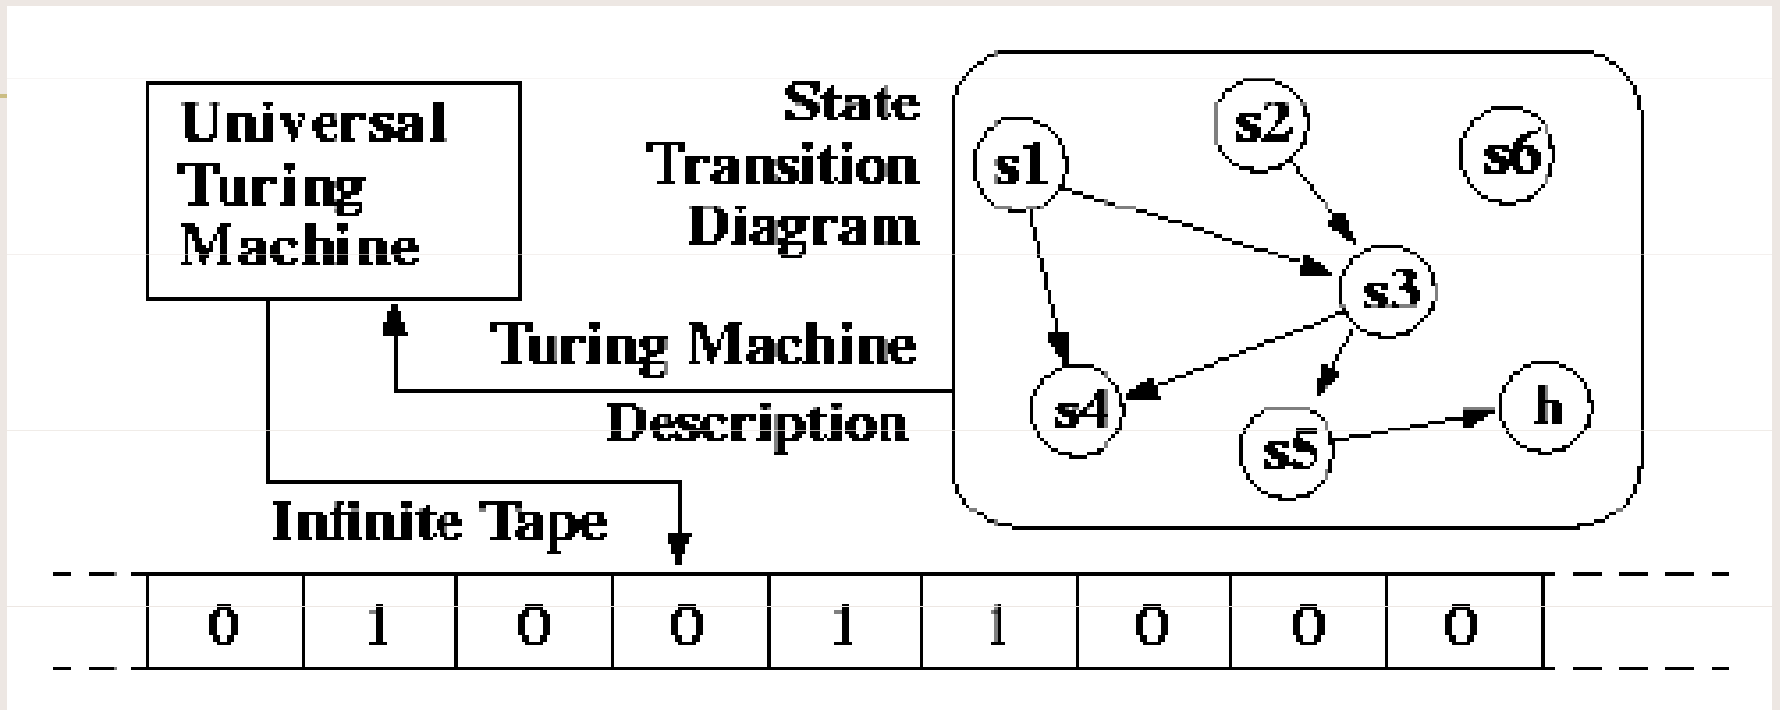 Universal
Turing
Machine
State
Transition
Diagram
Turing Machine
Description
Infinite Tape
s1
s2
s6
s3
s4
s5
h
0 1 0 0 1 1 0 0 0